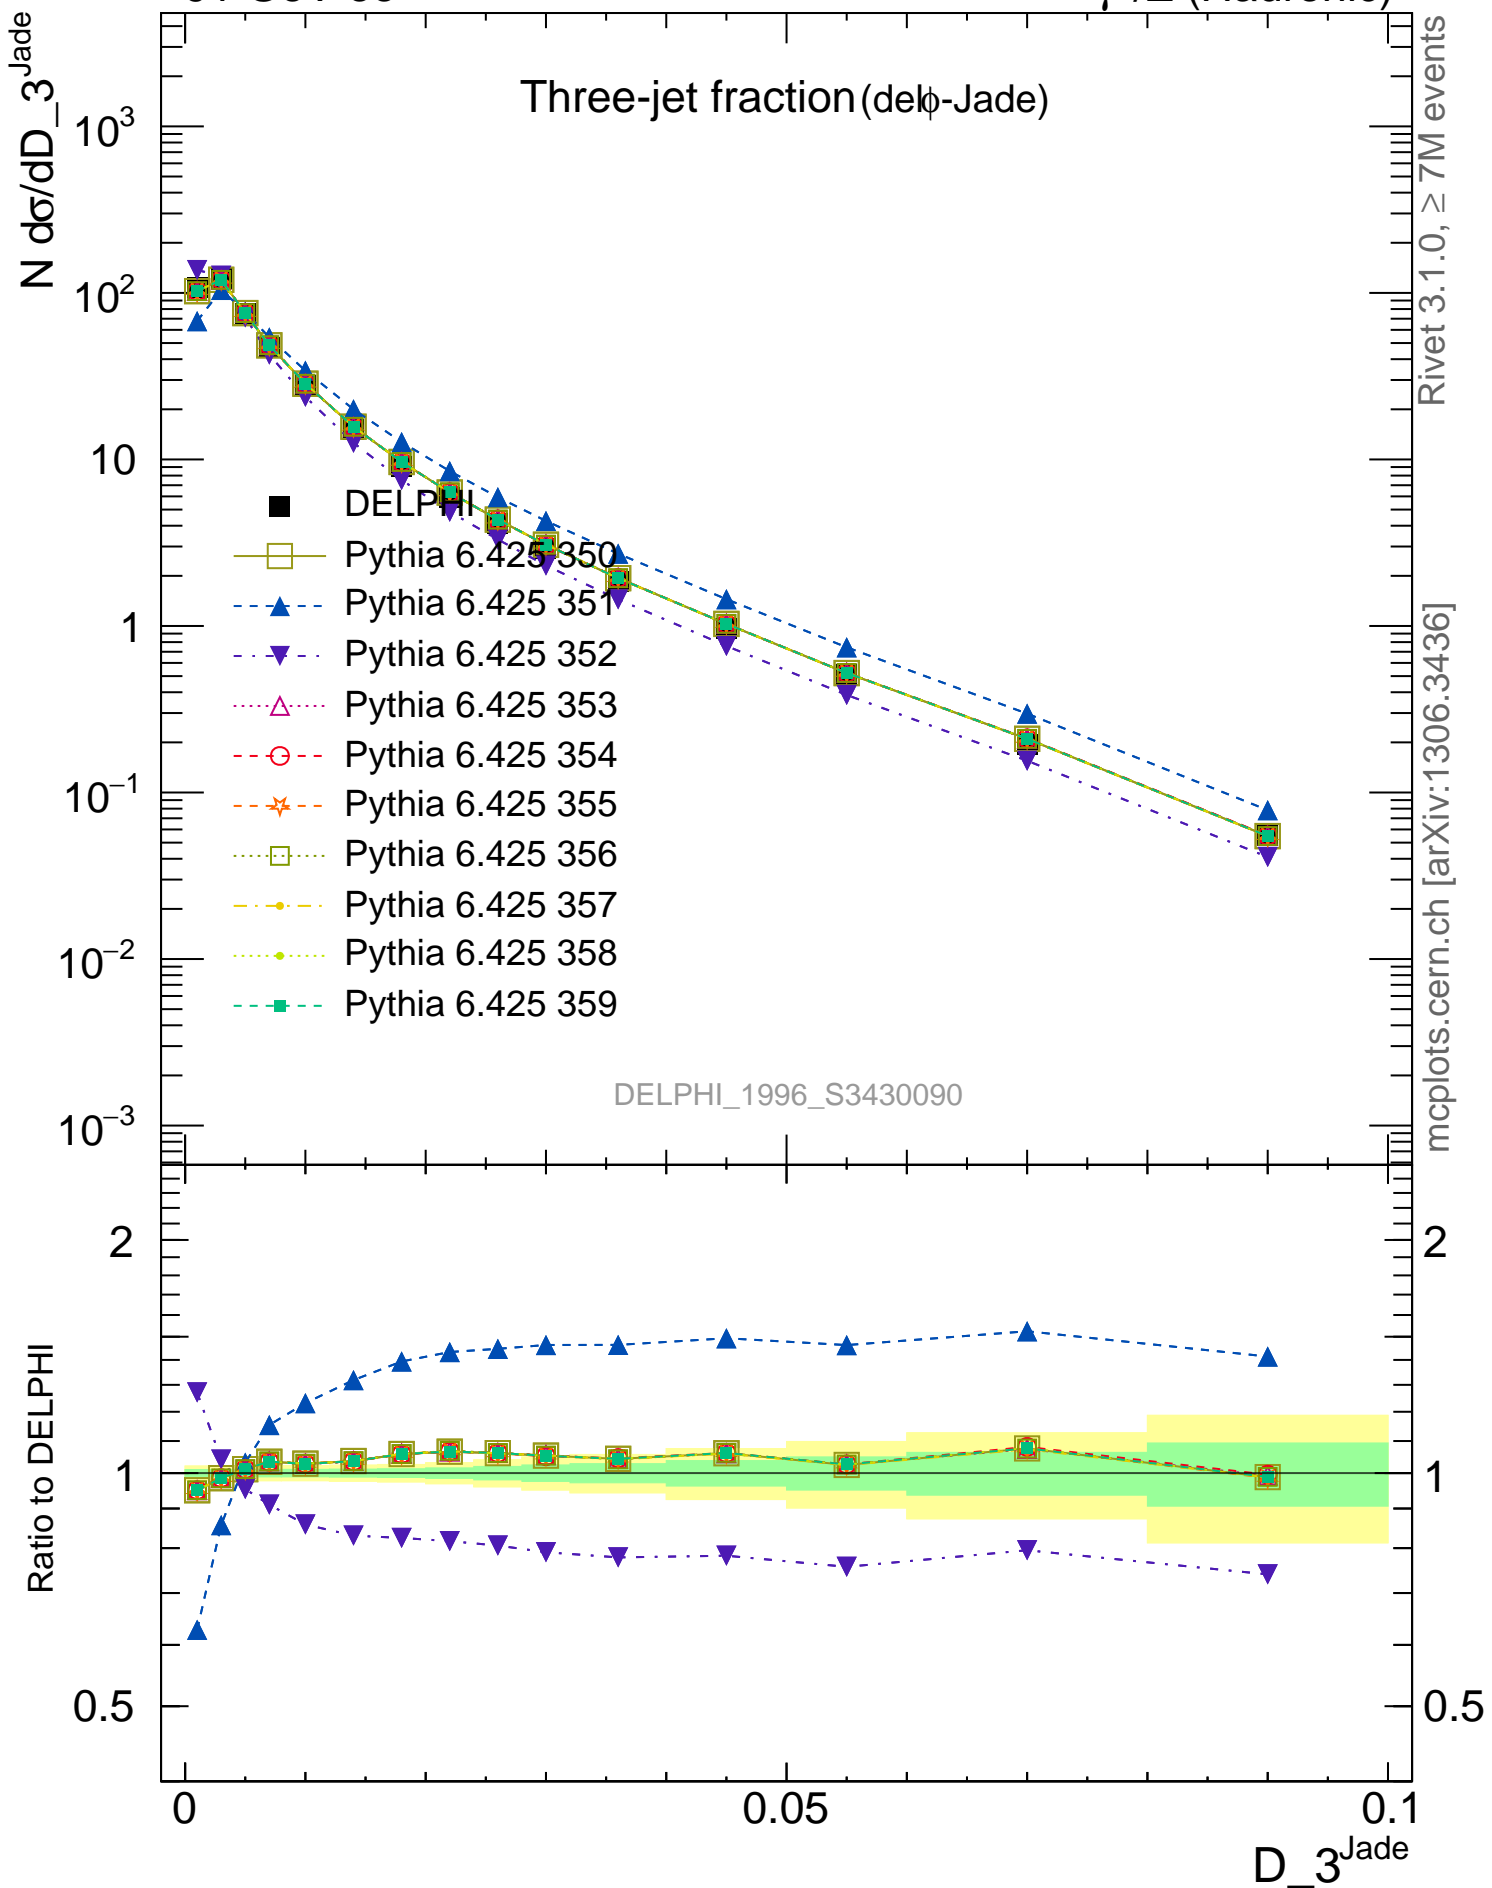 Three-jet fraction (delϕ-Jade)
N dσ/dD_3^Jade
10³
10²
10
1
10⁻¹
10⁻²
10⁻³
DELPHI
Pythia 6.425 350
Pythia 6.425 351
Pythia 6.425 352
Pythia 6.425 353
Pythia 6.425 354
Pythia 6.425 355
Pythia 6.425 356
Pythia 6.425 357
Pythia 6.425 358
Pythia 6.425 359
DELPHI_1996_S3430090
Rivet 3.1.0, ≥ 7M events
mcplots.cern.ch [arXiv:1306.3436]
Ratio to DELPHI
2
1
0.5
2
1
0.5
0
0.05
0.1
D_3^Jade